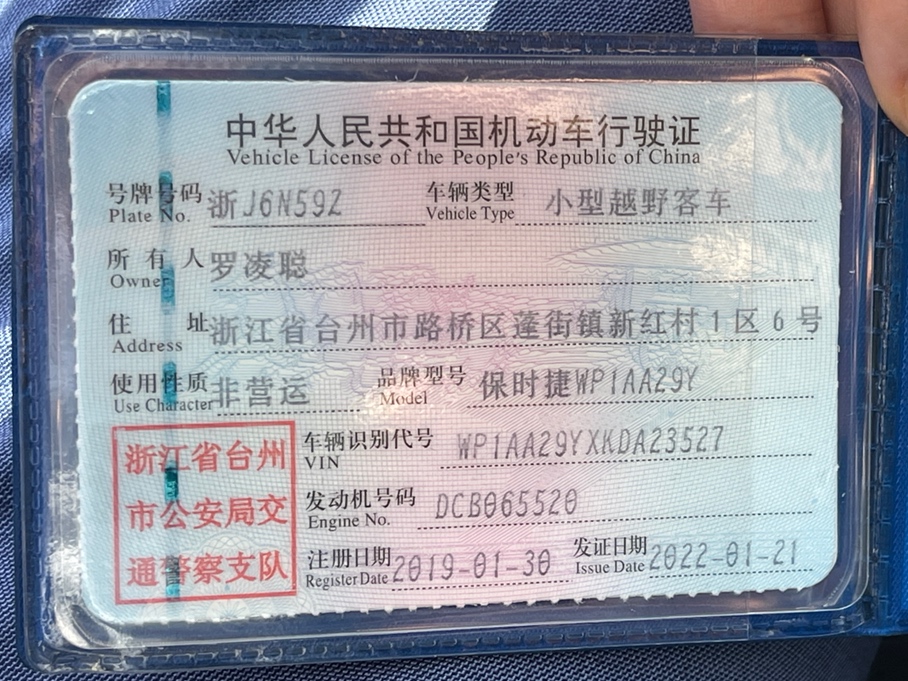 中华人民共和国机动车行驶证
Vehicle License of the People's Republic of China
号牌号码 浙J6N59Z 车辆类型 小型越野客车
Plate No. Vehicle Type
所有人 罗凌聪
Owner
住址 浙江省台州市路桥区蓬街镇新红村1区6号
Address
使用性质 非营运 品牌型号 保时捷WP1AA29Y
Use Character Model
浙江省台州
市公安局交
通警察支队
车辆识别代号 WP1AA29YXKDA23527
VIN
发动机号码 DCB065520
Engine No.
注册日期 2019-01-30 发证日期 2022-01-21
Register Date Issue Date